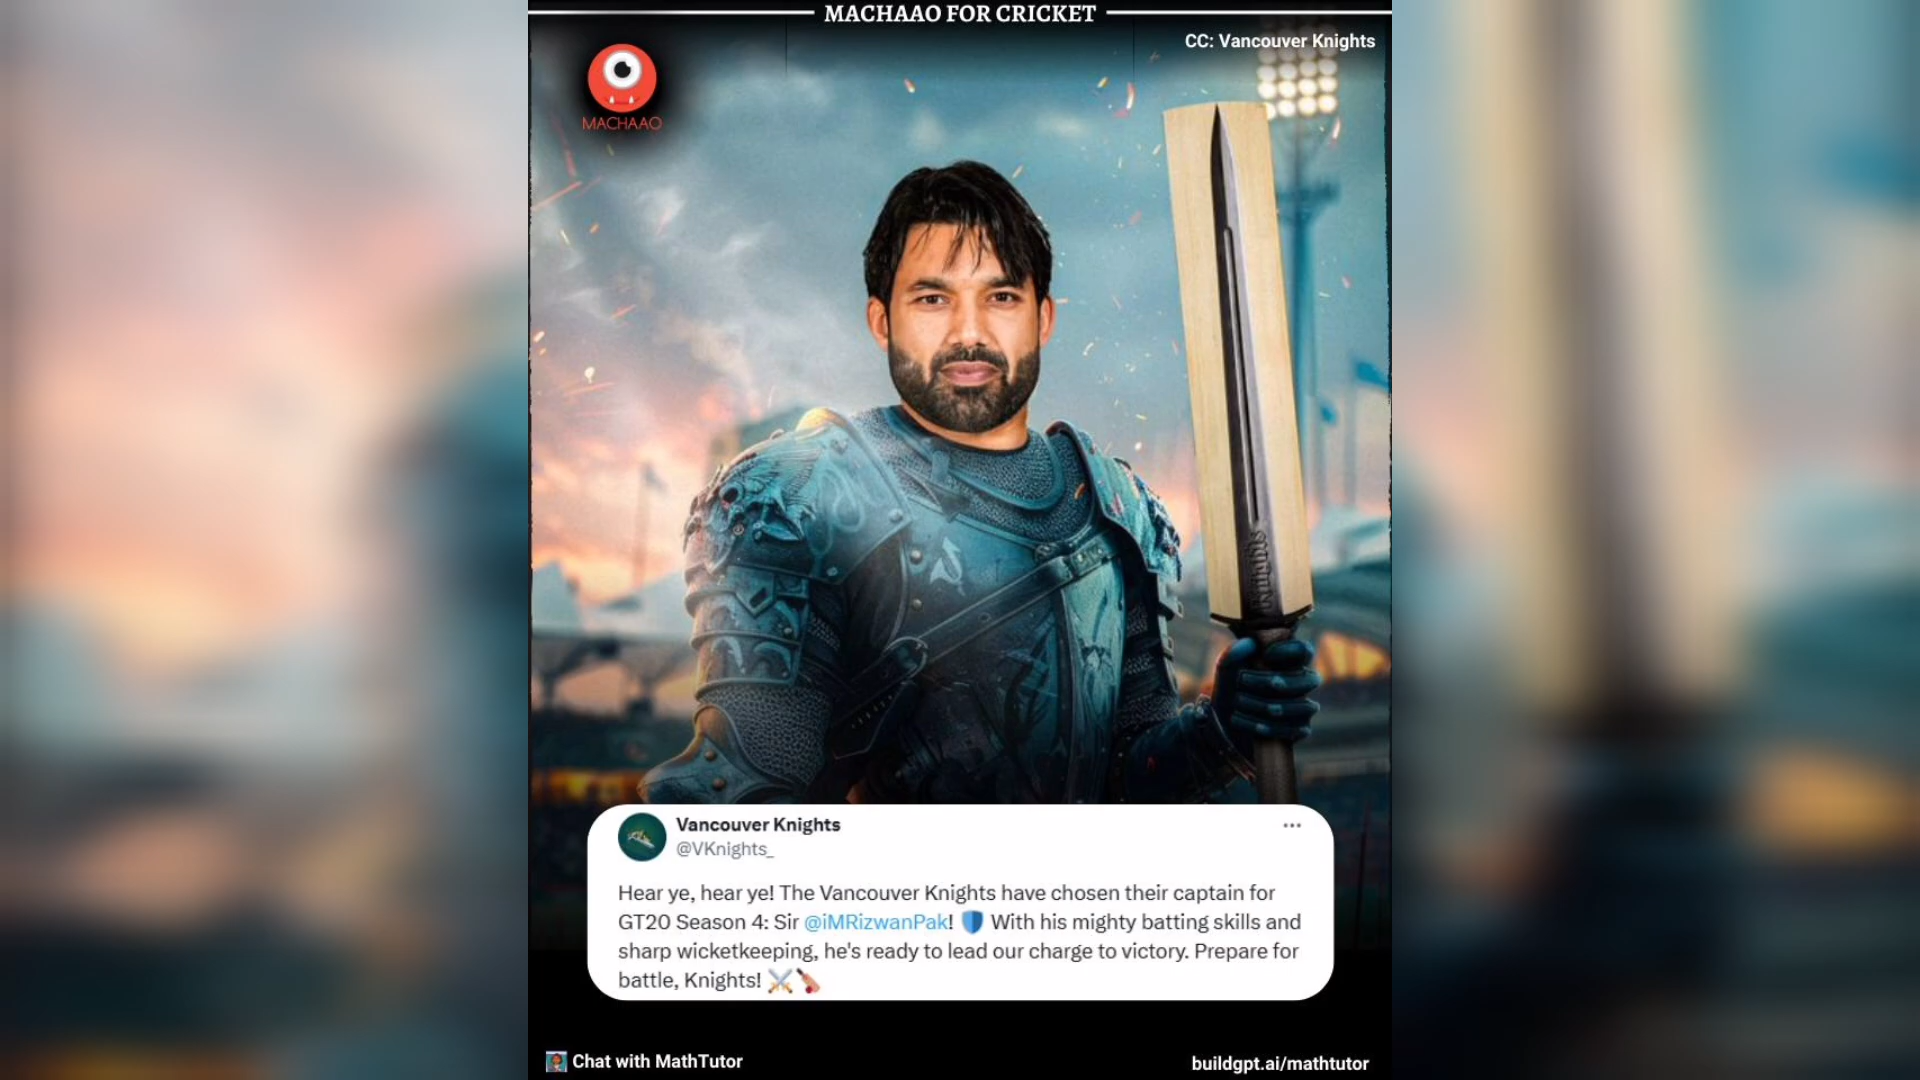 MACHAAO FOR CRICKET
CC: Vancouver Knights
MACHAAO
Knights
Vancouver Knights
@VKnights_
Hear ye, hear ye! The Vancouver Knights have chosen their captain for
GT20 Season 4: Sir @iMRizwanPak! 🛡️ With his mighty batting skills and
sharp wicketkeeping, he's ready to lead our charge to victory. Prepare for
battle, Knights! ⚔️🏏
Chat with MathTutor
buildgpt.ai/mathtutor